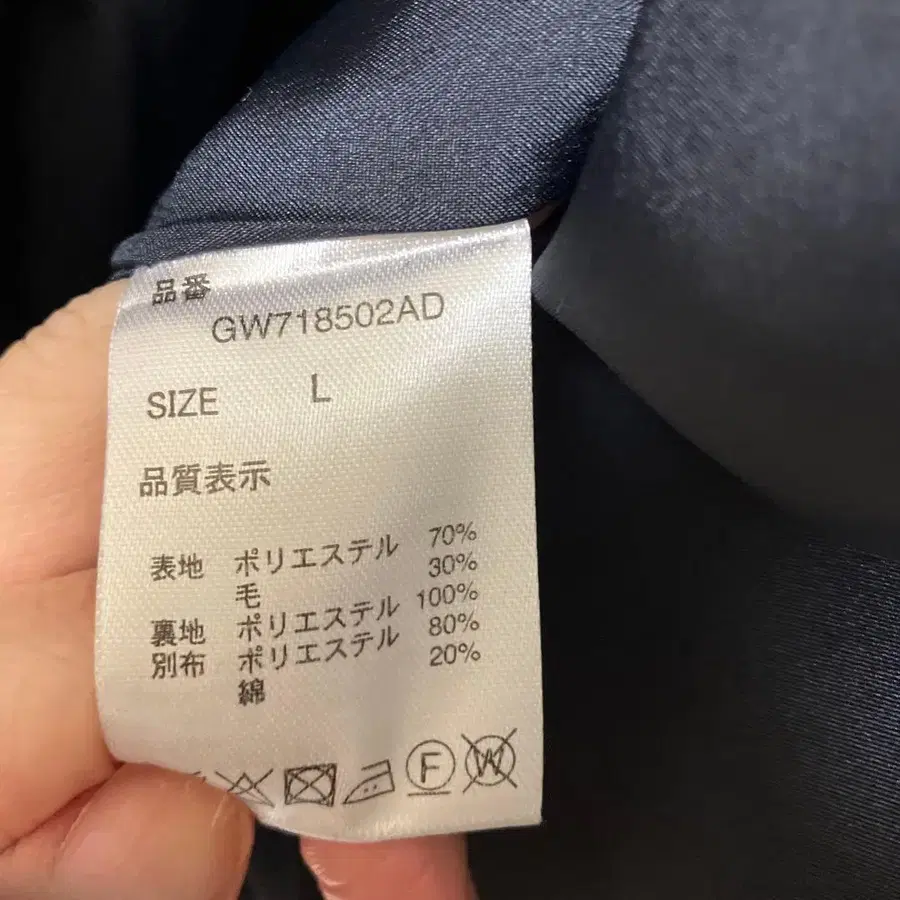 品番
GW718502AD
SIZE L
品質表示
表地 ポリエステル 70%
毛 30%
裏地 ポリエステル 100%
別布 ポリエステル 80%
綿 20%
F W